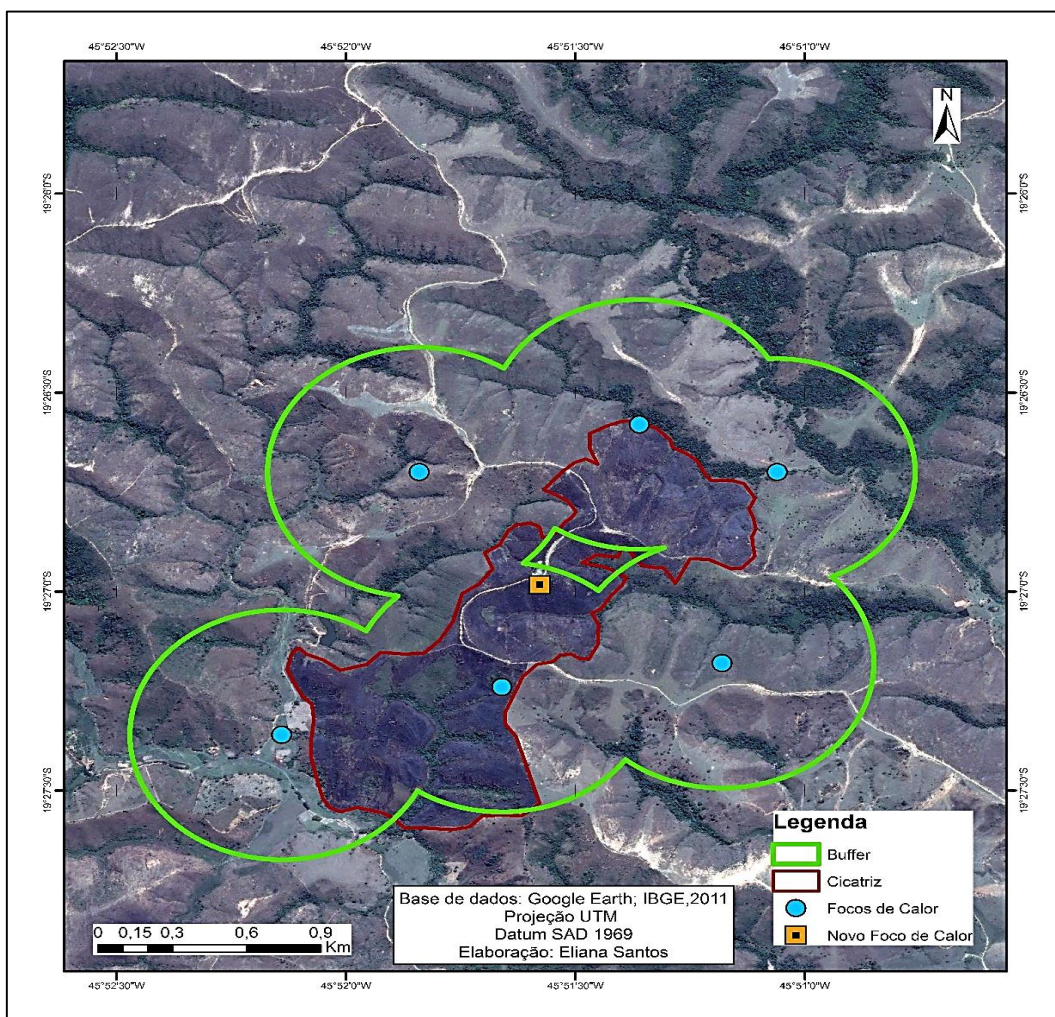 45°52'30"W 45°52'0"W 45°51'30"W 45°51'0"W
N
19°26'0"S 19°26'0"S
19°26'30"S 19°26'30"S
19°27'0"S 19°27'0"S
19°27'30"S 19°27'30"S
Legenda
Buffer
Cicatriz
Focos de Calor
Novo Foco de Calor
Base de dados: Google Earth; IBGE,2011
Projeção UTM
Datum SAD 1969
Elaboração: Eliana Santos
0 0,15 0,3 0,6 0,9
Km
45°52'30"W 45°52'0"W 45°51'30"W 45°51'0"W